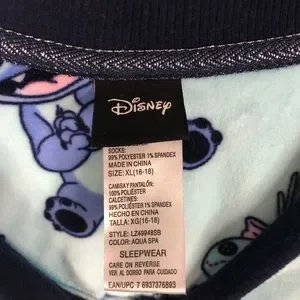 Disney
SOCKS:
99% POLYESTER 1% SPANDEX
MADE IN CHINA
SIZE: XL(16-18)
CAMISAY PANTALÓN:
100% POLIÉSTER
CALCETINES:
99% POLIÉSTER 1% SPANDEX
HECHO EN CHINA
TALLA: XG(16-18)
STYLE: LZ49948SB
COLOR: AQUA SPA
SLEEPWEAR
CARE ON REVERSE
VER AL DORSO PARA EL CUIDADO
EAN/UPC 7 6937376893